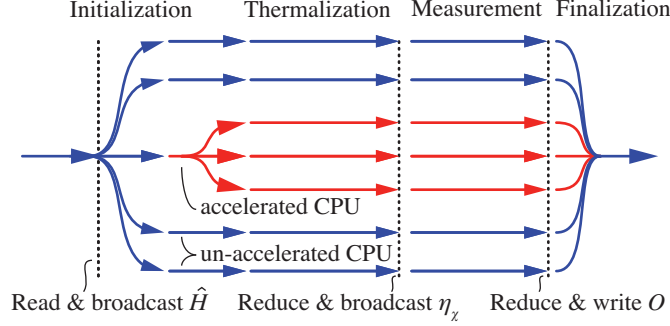 Initialization Thermalization Measurement Finalization
accelerated CPU
un-accelerated CPU
Read & broadcast Ĥ Reduce & broadcast η_χ Reduce & write O